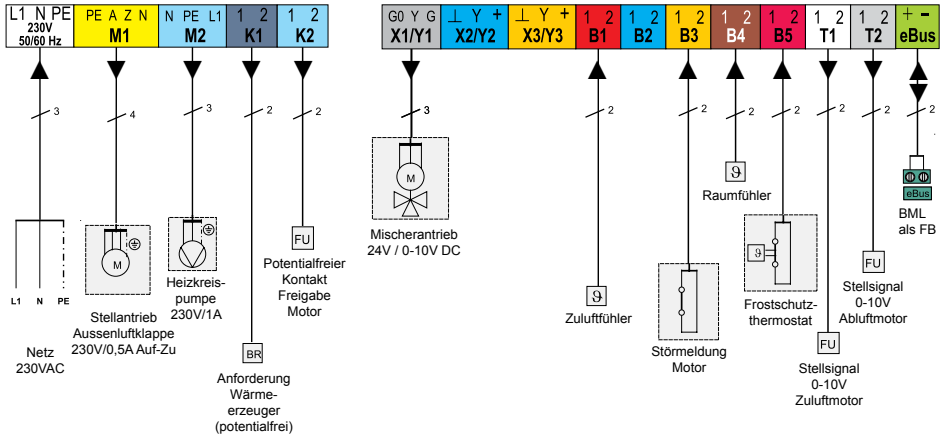 L1 N PE
230V
50/60 Hz
PE A Z N
M1
N PE L1
M2
1 2
K1
1 2
K2
G0 Y G
X1/Y1
⊥ Y +
X2/Y2
⊥ Y +
X3/Y3
1 2
B1
1 2
B2
1 2
B3
1 2
B4
1 2
B5
1 2
T1
1 2
T2
+ -
eBus
3
4
3
2
2
3
2
2
2
2
2
2
2
L1 N PE
Netz
230VAC
M
Stellantrieb
Aussenluftklappe
230V/0,5A Auf-Zu
Heizkreis-
pumpe
230V/1A
BR
Anforderung
Wärme-
erzeuger
(potentialfrei)
FU
Potentialfreier
Kontakt
Freigabe
Motor
M
Mischerantrieb
24V / 0-10V DC
ϑ
Zuluftfühler
Störmeldung
Motor
ϑ
Raumfühler
ϑ
Frostschutz-
thermostat
FU
Stellsignal
0-10V
Zuluftmotor
FU
Stellsignal
0-10V
Abluftmotor
eBus
BML
als FB